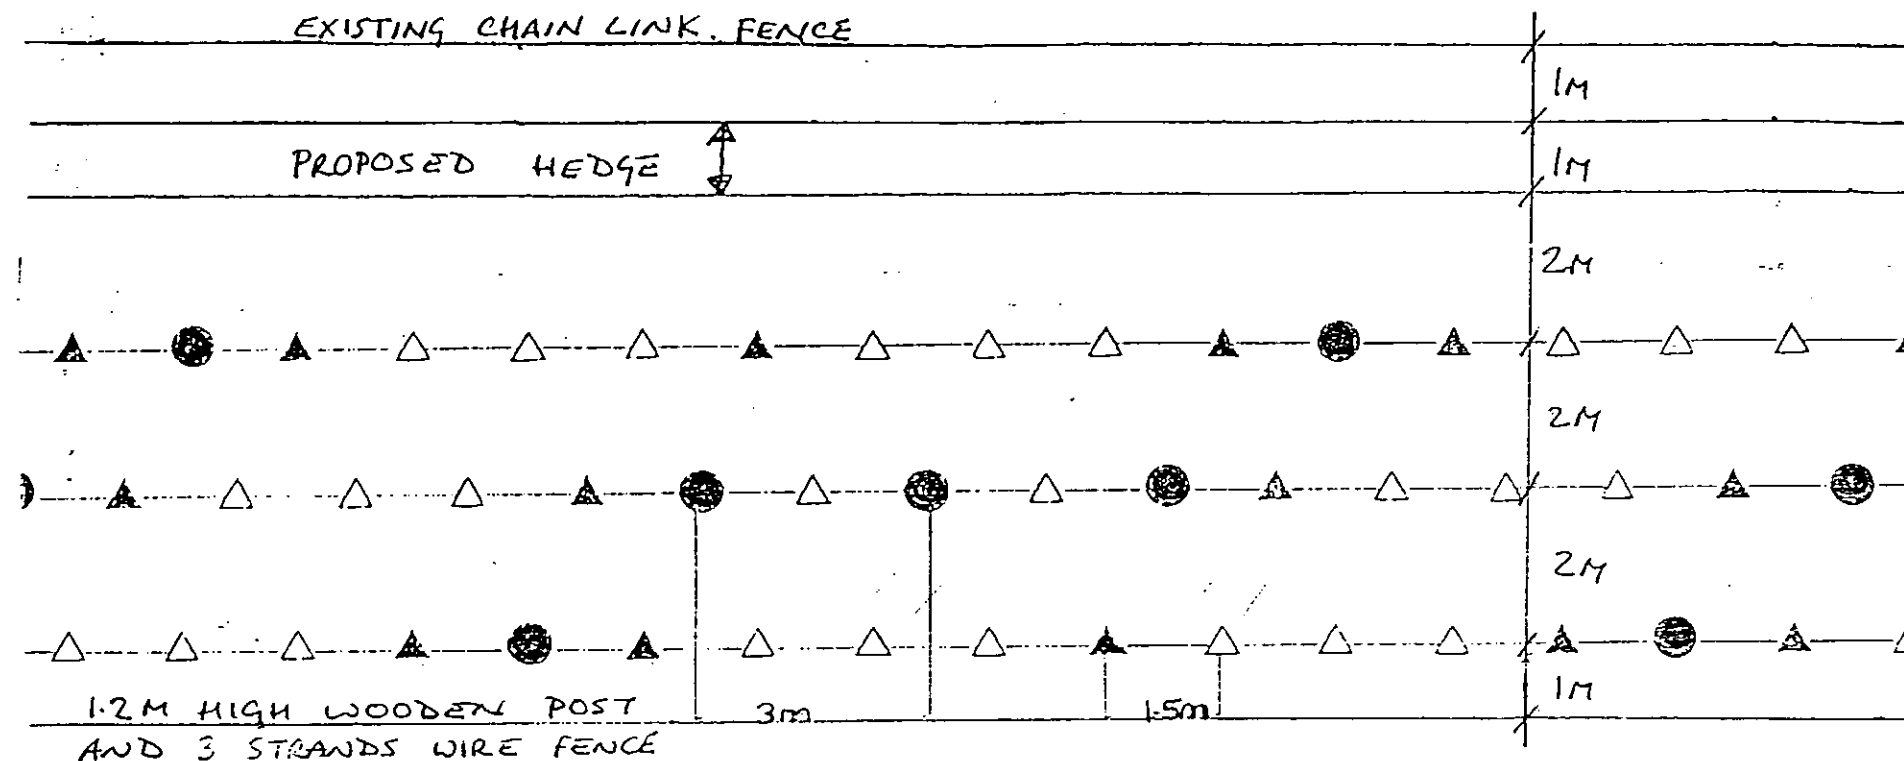 EXISTING CHAIN LINK. FENCE
1M
PROPOSED HEDGE
1M
2M
2M
2M
1M
1.2M HIGH WOODEN POST
3m
1.5m
AND 3 STRANDS WIRE FENCE